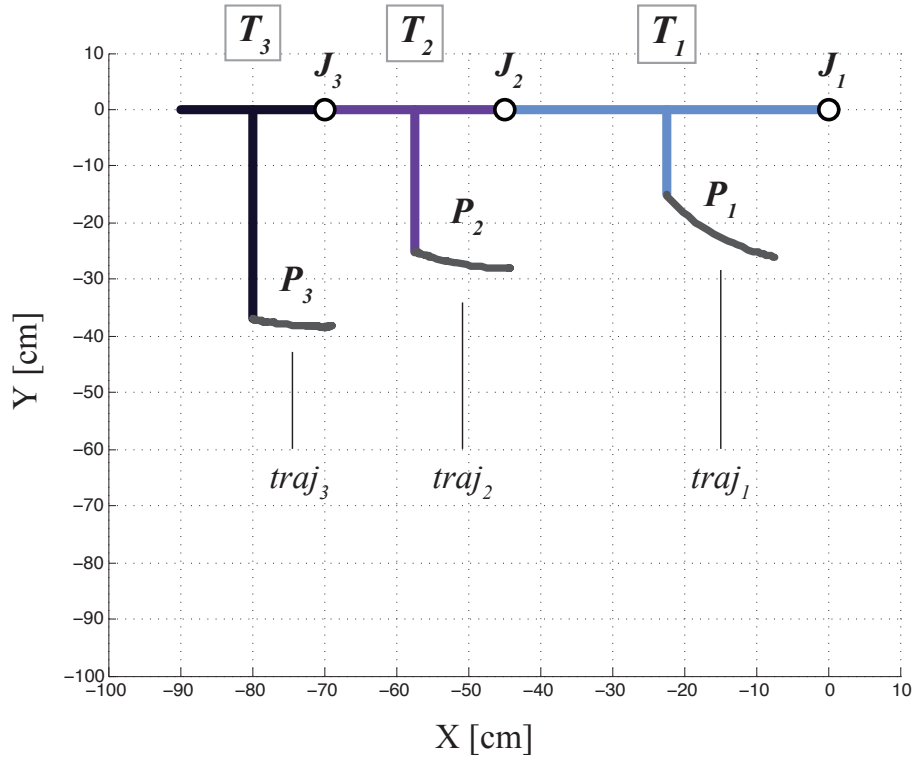 T₃ T₂ T₁
J₃ J₂ J₁
10
0
−10
−20
−30
−40
−50
−60
−70
−80
−90
−100
P₁
P₂
P₃
traj₃ traj₂ traj₁
Y [cm]
−100 −90 −80 −70 −60 −50 −40 −30 −20 −10 0 10
X [cm]